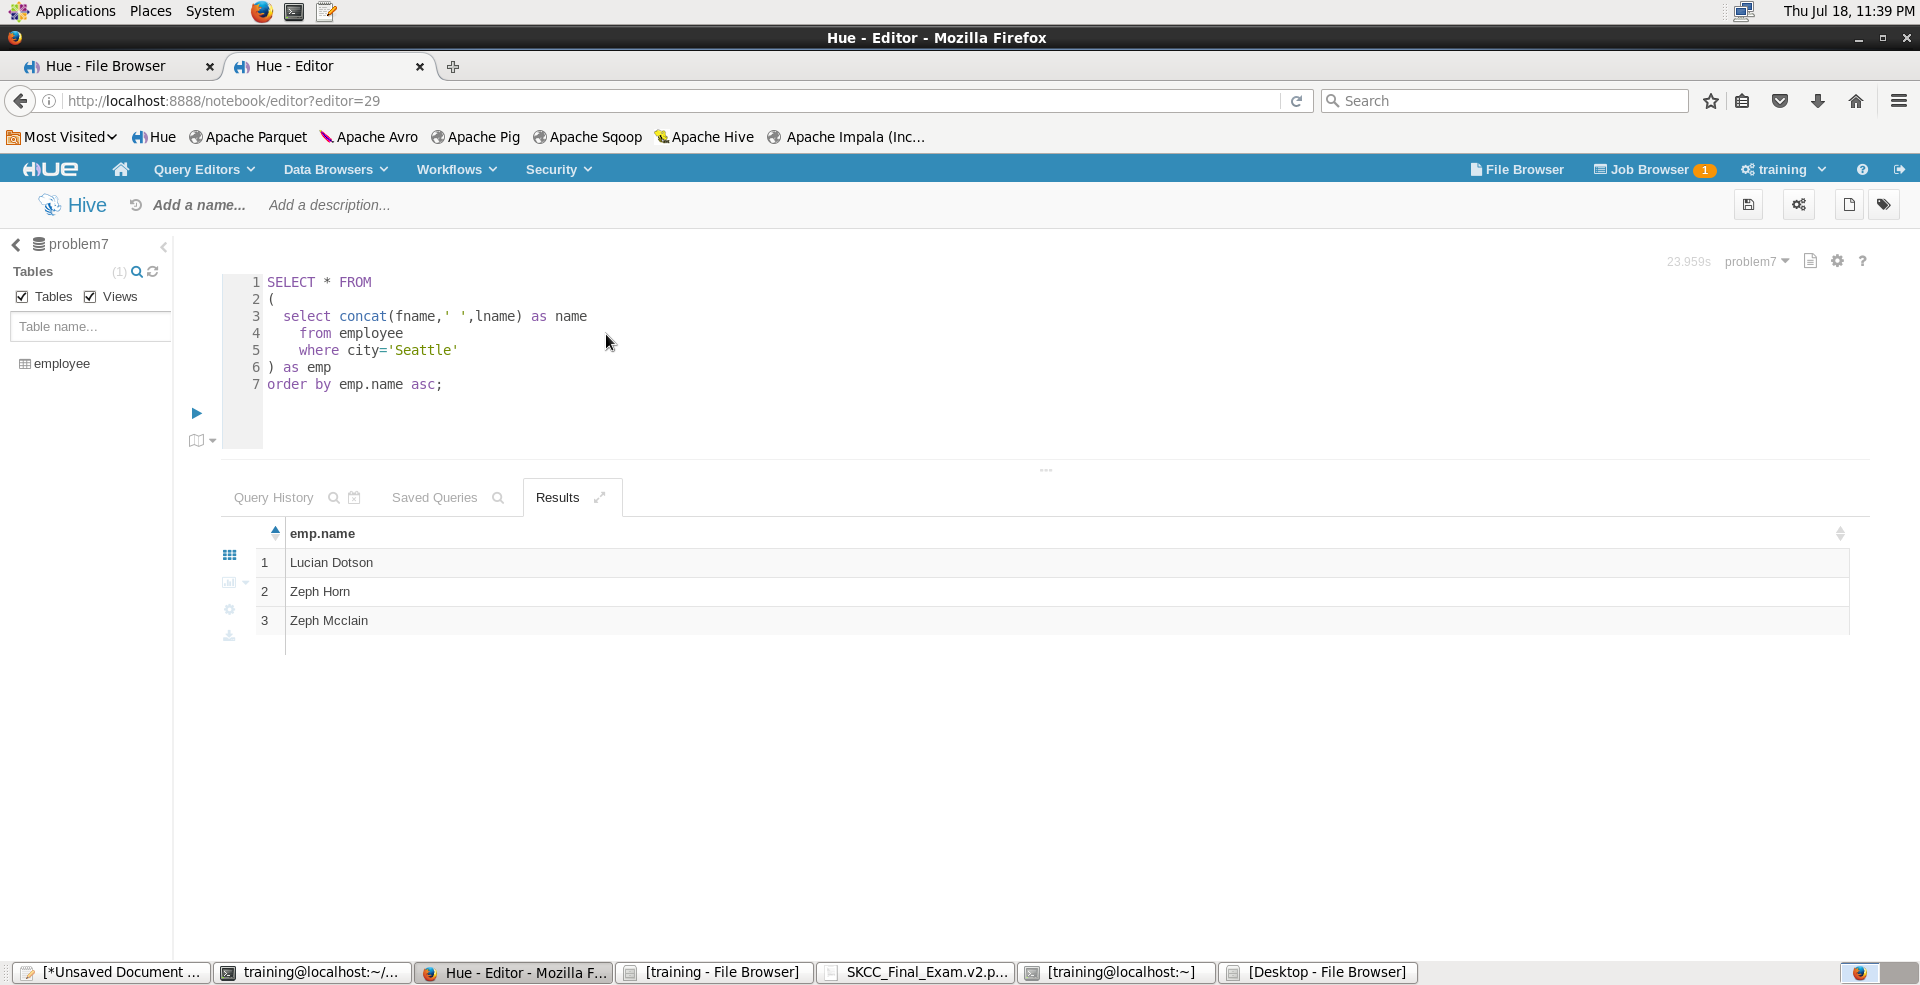 Applications Places System Thu Jul 18, 11:39 PM
Hue - Editor - Mozilla Firefox
Hue - File Browser Hue - Editor
http://localhost:8888/notebook/editor?editor=29 Search
Most Visited Hue Apache Parquet Apache Avro Apache Pig Apache Sqoop Apache Hive Apache Impala (Inc...
HUE Query Editors Data Browsers Workflows Security File Browser Job Browser 1 training
Hive Add a name... Add a description...
problem7
23.959s problem7 ?
Tables (1)
Tables Views
Table name...
employee
1 SELECT * FROM
2 (
3 select concat(fname,' ',lname) as name
4 from employee
5 where city='Seattle'
6 ) as emp
7 order by emp.name asc;
Query History Saved Queries Results
emp.name
1 Lucian Dotson
2 Zeph Horn
3 Zeph Mcclain
[*Unsaved Document ... training@localhost:~/... Hue - Editor - Mozilla F... [training - File Browser] SKCC_Final_Exam.v2.p... [training@localhost:~] [Desktop - File Browser]